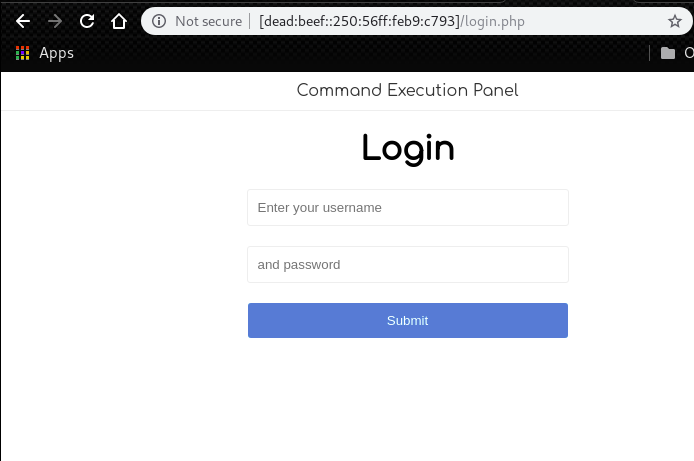 Not secure | [dead:beef::250:56ff:feb9:c793]/login.php
Apps
O
Command Execution Panel
Login
Enter your username
and password
Submit